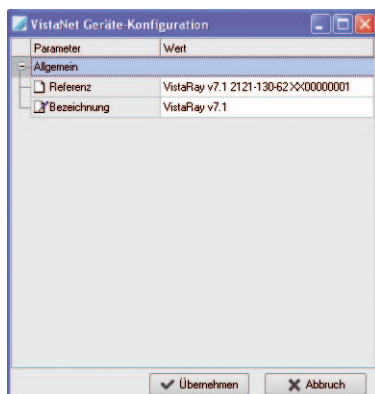 VistaNet Geräte-Konfiguration
Parameter Wert
Allgemein
Referenz VistaRay v7.1 2121-130-62XX00000001
Bezeichnung VistaRay v7.1
Übernehmen Abbruch